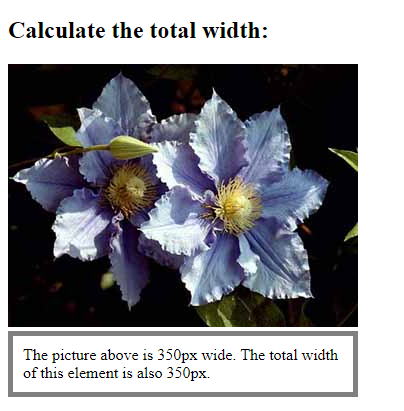 Calculate the total width:
The picture above is 350px wide. The total width
of this element is also 350px.